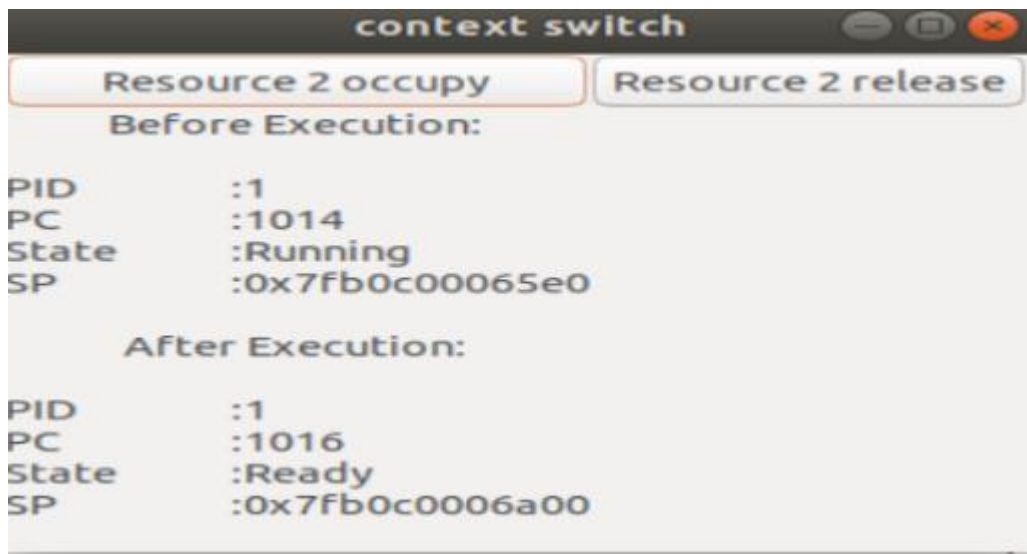 context switch
Resource 2 occupy Resource 2 release
Before Execution:
PID :1
PC :1014
State :Running
SP :0x7fb0c00065e0
After Execution:
PID :1
PC :1016
State :Ready
SP :0x7fb0c0006a00